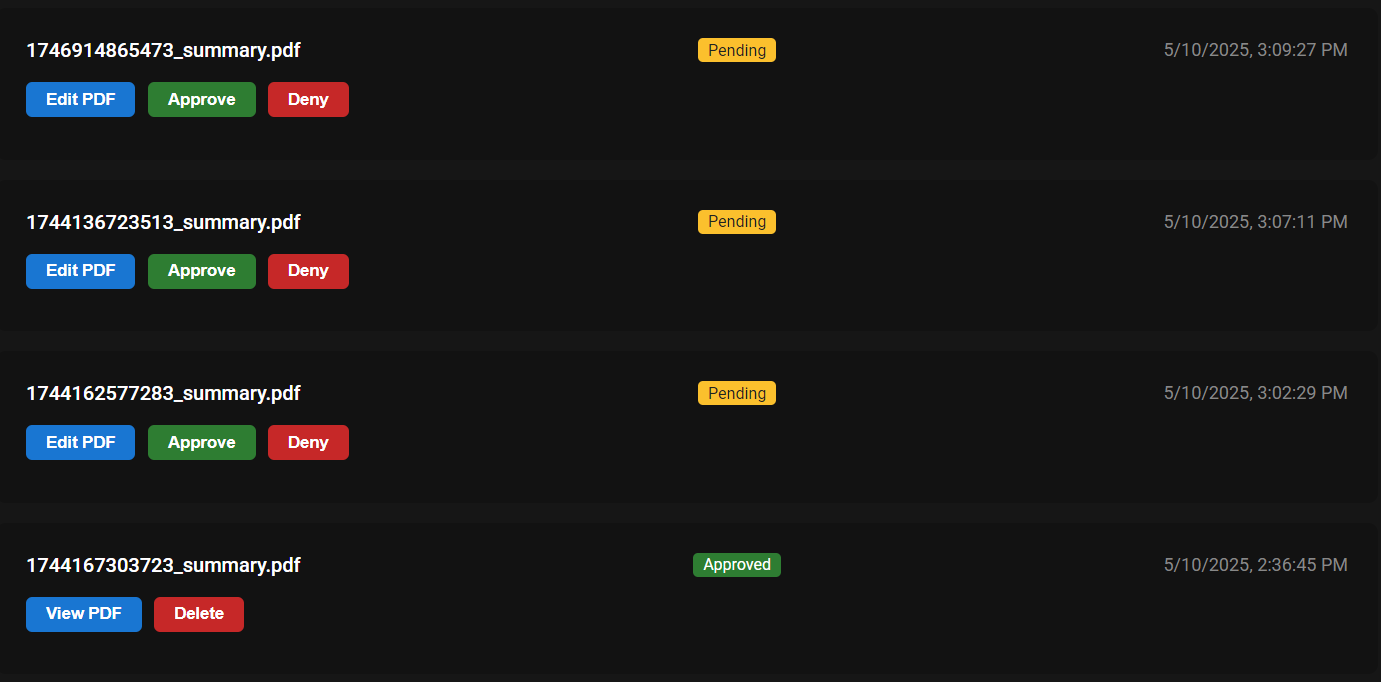 1746914865473_summary.pdf Pending 5/10/2025, 3:09:27 PM
Edit PDF Approve Deny
1744136723513_summary.pdf Pending 5/10/2025, 3:07:11 PM
Edit PDF Approve Deny
1744162577283_summary.pdf Pending 5/10/2025, 3:02:29 PM
Edit PDF Approve Deny
1744167303723_summary.pdf Approved 5/10/2025, 2:36:45 PM
View PDF Delete